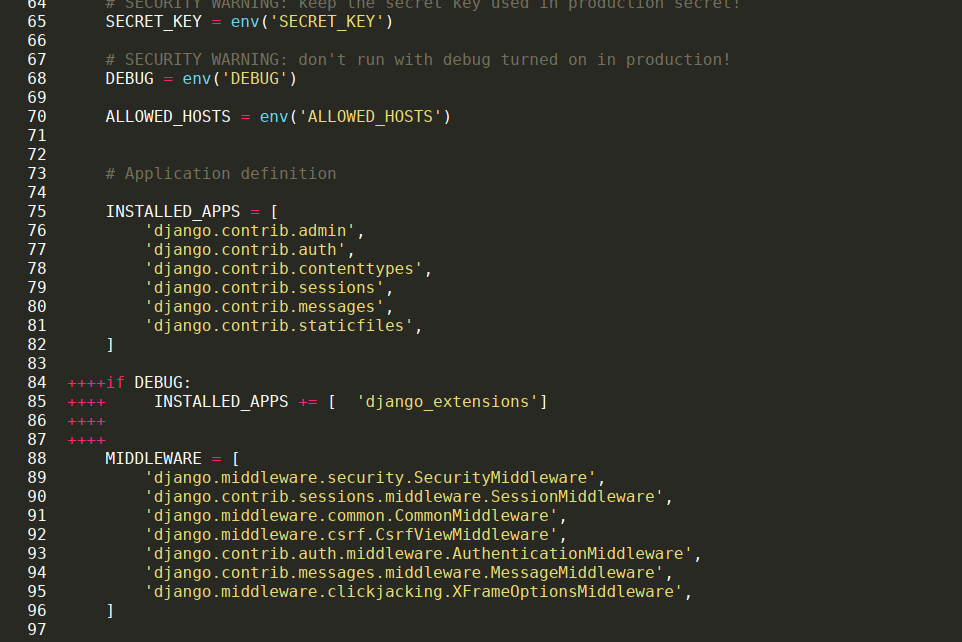 64 # SECURITY WARNING: keep the secret key used in production secret!
65 SECRET_KEY = env('SECRET_KEY')
66
67 # SECURITY WARNING: don't run with debug turned on in production!
68 DEBUG = env('DEBUG')
69
70 ALLOWED_HOSTS = env('ALLOWED_HOSTS')
71
72
73 # Application definition
74
75 INSTALLED_APPS = [
76 'django.contrib.admin',
77 'django.contrib.auth',
78 'django.contrib.contenttypes',
79 'django.contrib.sessions',
80 'django.contrib.messages',
81 'django.contrib.staticfiles',
82 ]
83
84 ++++if DEBUG:
85 ++++     INSTALLED_APPS += [  'django_extensions']
86 ++++
87 ++++
88 MIDDLEWARE = [
89 'django.middleware.security.SecurityMiddleware',
90 'django.contrib.sessions.middleware.SessionMiddleware',
91 'django.middleware.common.CommonMiddleware',
92 'django.middleware.csrf.CsrfViewMiddleware',
93 'django.contrib.auth.middleware.AuthenticationMiddleware',
94 'django.contrib.messages.middleware.MessageMiddleware',
95 'django.middleware.clickjacking.XFrameOptionsMiddleware',
96 ]
97